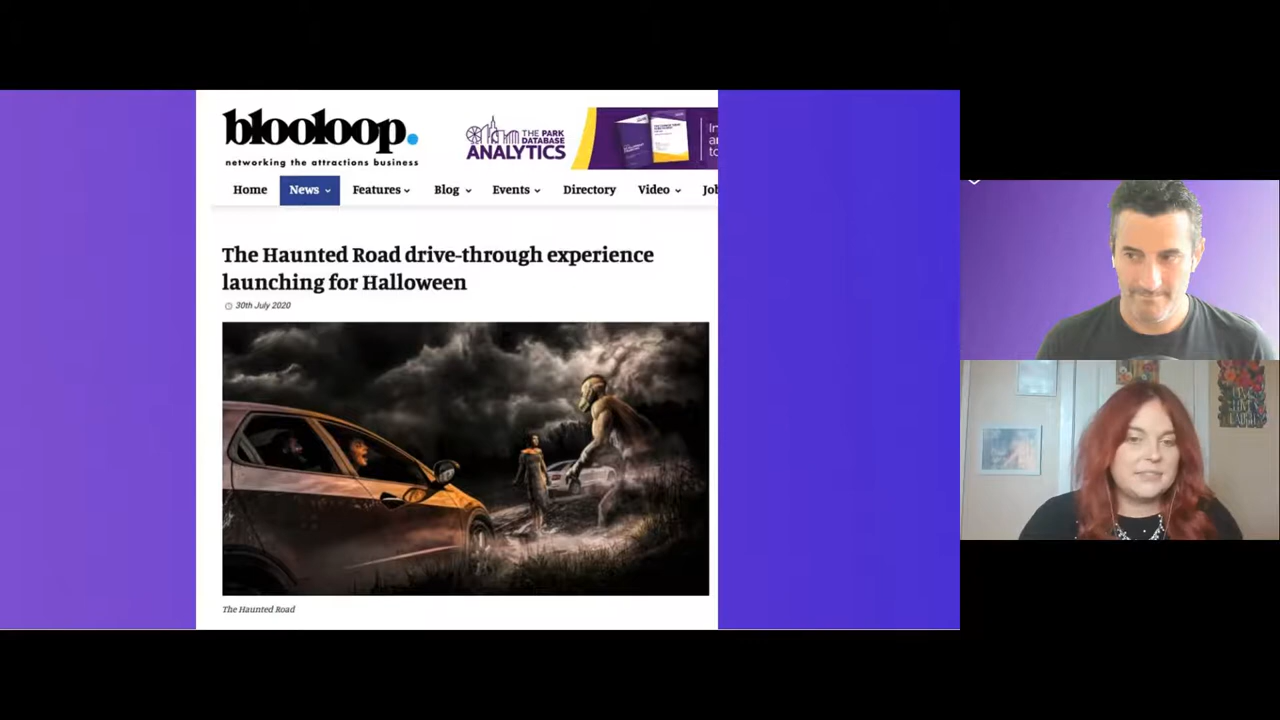 blooloop.
networking the attractions business
THE PARK
DATABASE
ANALYTICS
Home
News
Features
Blog
Events
Directory
Video
The Haunted Road drive-through experience
launching for Halloween
30th July 2020
The Haunted Road